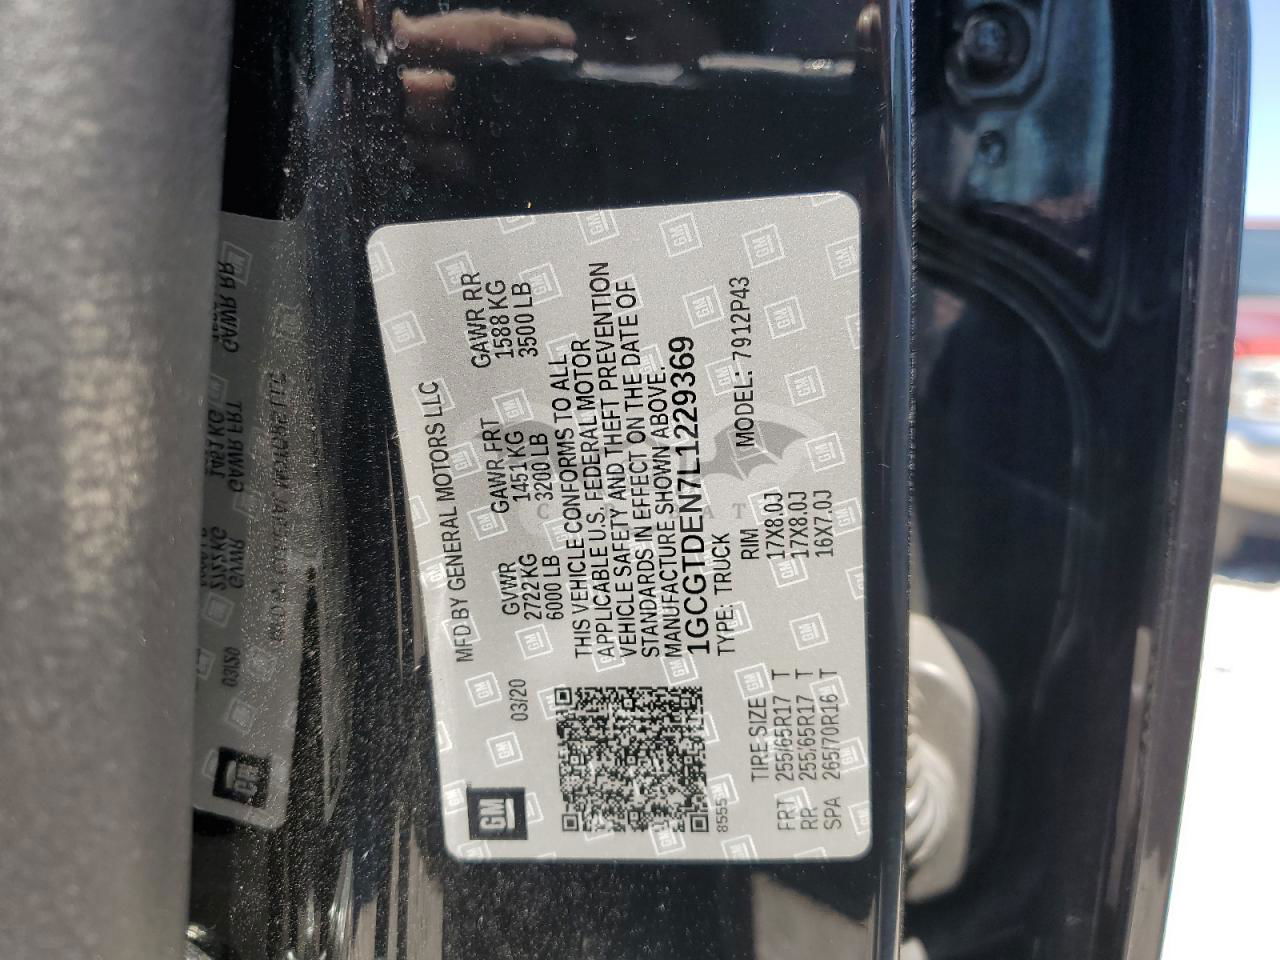 GM
03/20
MFD BY GENERAL MOTORS LLC
GVWR GAWR FRT GAWR RR
2722 KG 1451 KG 1588 KG
6000 LB 3200 LB 3500 LB
THIS VEHICLE CONFORMS TO ALL
APPLICABLE U.S. FEDERAL MOTOR
VEHICLE SAFETY AND THEFT PREVENTION
STANDARDS IN EFFECT ON THE DATE OF
MANUFACTURE SHOWN ABOVE.
1GCGTDEN7L1229369
8555
TYPE: TRUCK MODEL: 7912P43
TIRE SIZE RIM
FRT 255/65R17 T 17X8.0J
RR 255/65R17 T 17X8.0J
SPA 265/70R16 T 16X7.0J